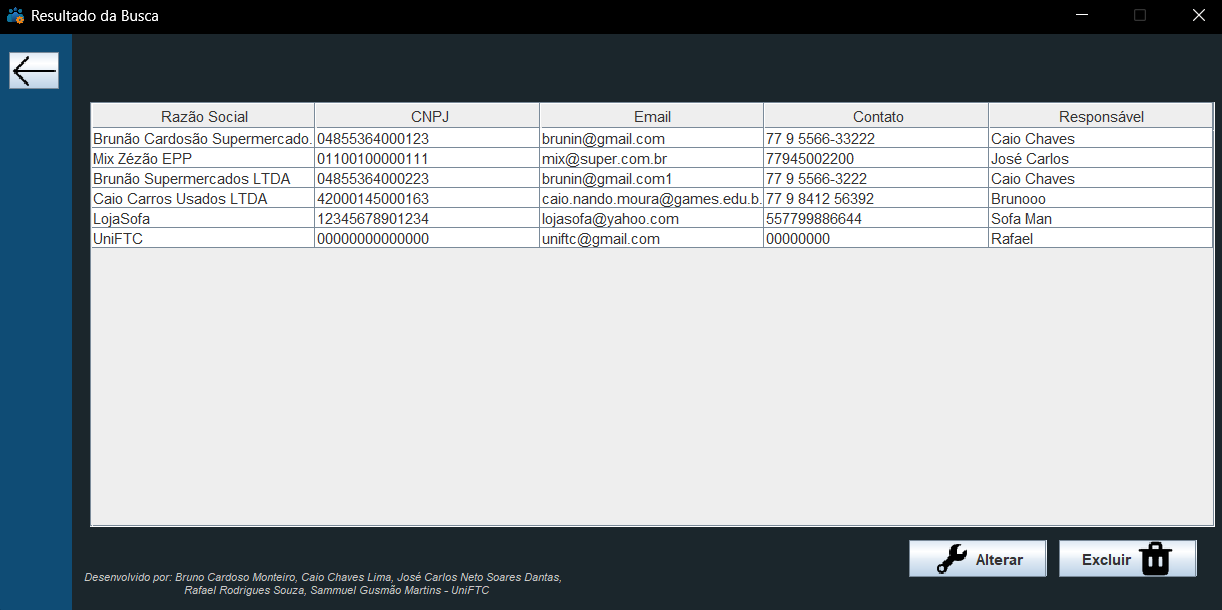 Resultado da Busca
Razão Social CNPJ Email Contato Responsável
Brunão Cardosão Supermercado. 04855364000123 brunin@gmail.com 77 9 5566-33222 Caio Chaves
Mix Zézão EPP 01100100000111 mix@super.com.br 77945002200 José Carlos
Brunão Supermercados LTDA 04855364000223 brunin@gmail.com1 77 9 5566-3222 Caio Chaves
Caio Carros Usados LTDA 42000145000163 caio.nando.moura@games.edu.b. 77 9 8412 56392 Brunooo
LojaSofa 12345678901234 lojasofa@yahoo.com 557799886644 Sofa Man
UniFTC 00000000000000 uniftc@gmail.com 00000000 Rafael
Alterar Excluir
Desenvolvido por: Bruno Cardoso Monteiro, Caio Chaves Lima, José Carlos Neto Soares Dantas,
Rafael Rodrigues Souza, Sammuel Gusmão Martins - UniFTC